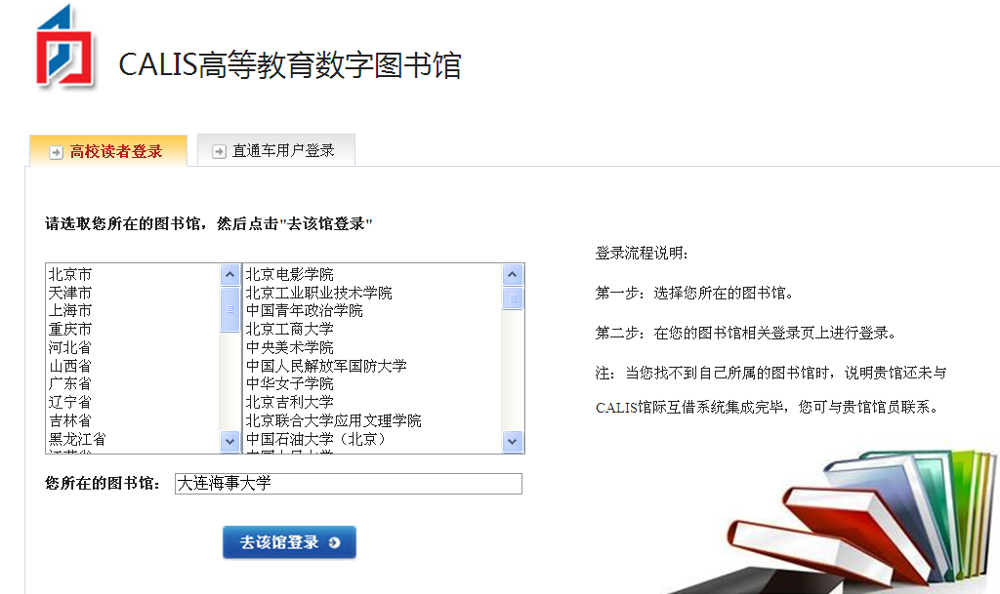 CALIS高等教育数字图书馆
高校读者登录
直通车用户登录
请选取您所在的图书馆，然后点击"去该馆登录"
北京市
天津市
上海市
重庆市
河北省
山西省
广东省
辽宁省
吉林省
黑龙江省
北京电影学院
北京工业职业技术学院
中国青年政治学院
北京工商大学
中央美术学院
中国人民解放军国防大学
中华女子学院
北京吉利大学
北京联合大学应用文理学院
中国石油大学（北京）
您所在的图书馆：
大连海事大学
去该馆登录
登录流程说明：
第一步：选择您所在的图书馆。
第二步：在您的图书馆相关登录页上进行登录。
注：当您找不到自己所属的图书馆时，说明贵馆还未与
CALIS馆际互借系统集成完毕，您可与贵馆馆员联系。